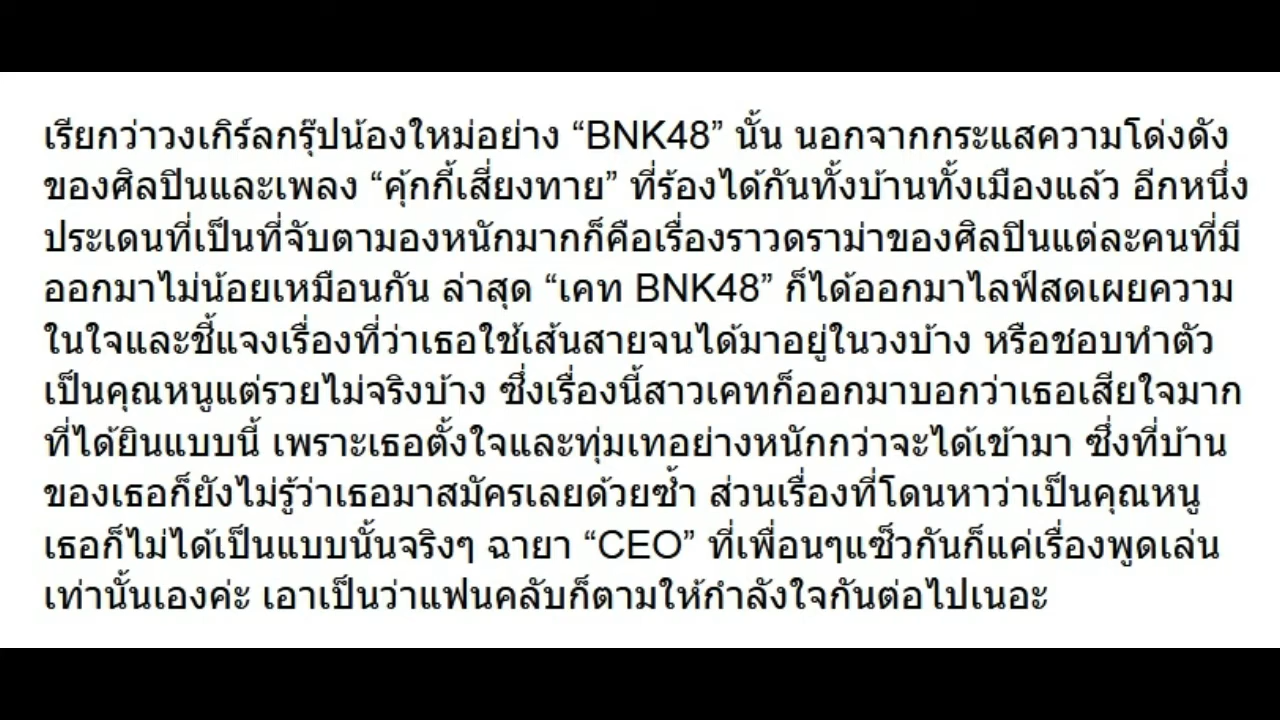 เรียกว่าวงเกิร์ลกรุ๊ปน้องใหม่อย่าง “BNK48” นั้น นอกจากกระแสความโด่งดัง
ของศิลปินและเพลง “คุ้กกี้เสี่ยงทาย” ที่ร้องได้กันทั้งบ้านทั้งเมืองแล้ว อีกหนึ่ง
ประเดนที่เป็นที่จับตามองหนักมากก็คือเรื่องราวดราม่าของศิลปินแต่ละคนที่มี
ออกมาไม่น้อยเหมือนกัน ล่าสุด “เคท BNK48” ก็ได้ออกมาไลฟ์สดเผยความ
ในใจและชี้แจงเรื่องที่ว่าเธอใช้เส้นสายจนได้มาอยู่ในวงบ้าง หรือชอบทำตัว
เป็นคุณหนูแต่รวยไม่จริงบ้าง ซึ่งเรื่องนี้สาวเคทก็ออกมาบอกว่าเธอเสียใจมาก
ที่ได้ยินแบบนี้ เพราะเธอตั้งใจและทุ่มเทอย่างหนักกว่าจะได้เข้ามา ซึ่งที่บ้าน
ของเธอก็ยังไม่รู้ว่าเธอมาสมัครเลยด้วยซ้ำ ส่วนเรื่องที่โดนหาว่าเป็นคุณหนู
เธอก็ไม่ได้เป็นแบบนั้นจริงๆ ฉายา “CEO” ที่เพื่อนๆแซ็วกันก็แค่เรื่องพูดเล่น
เท่านั้นเองค่ะ เอาเป็นว่าแฟนคลับก็ตามให้กำลังใจกันต่อไปเนอะ